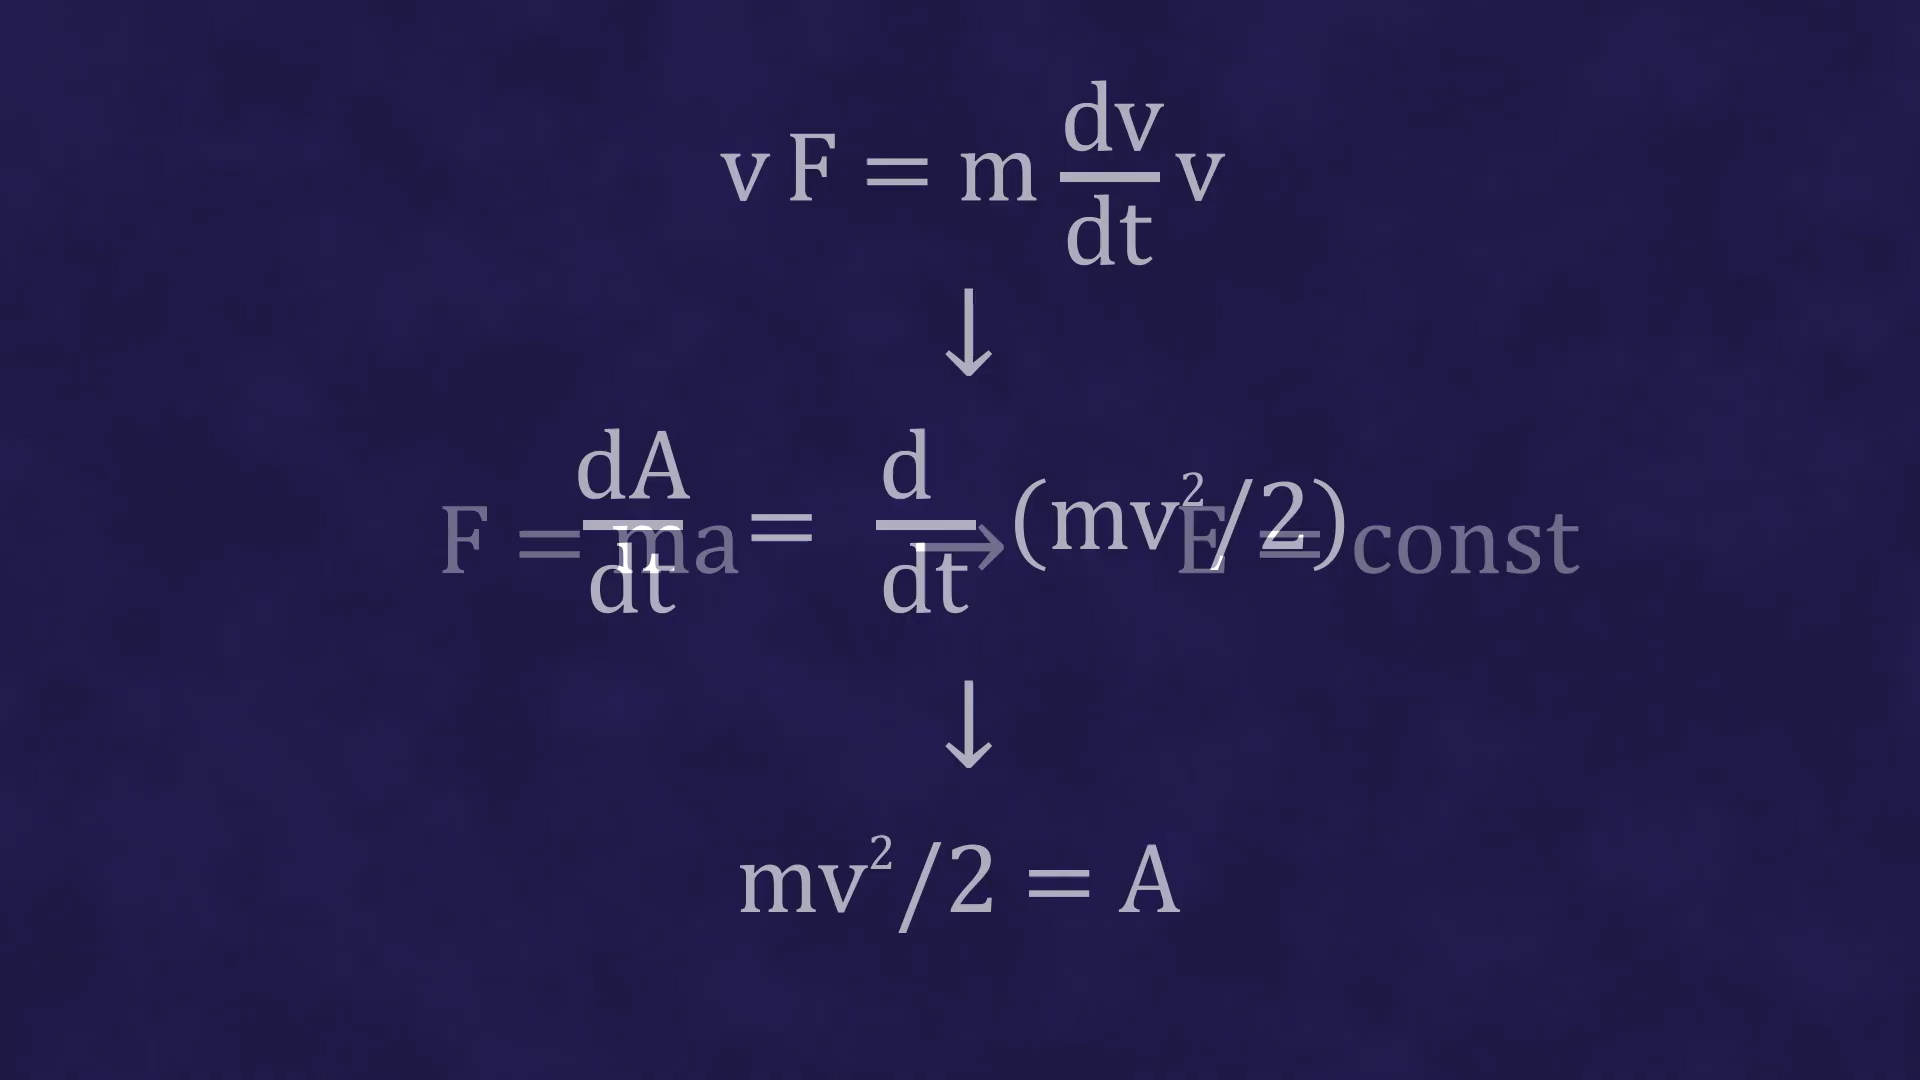 v F = m dv/dt v
↓
dA/dt = d/dt (mv²/2)
F = ma → E = const
↓
mv²/2 = A